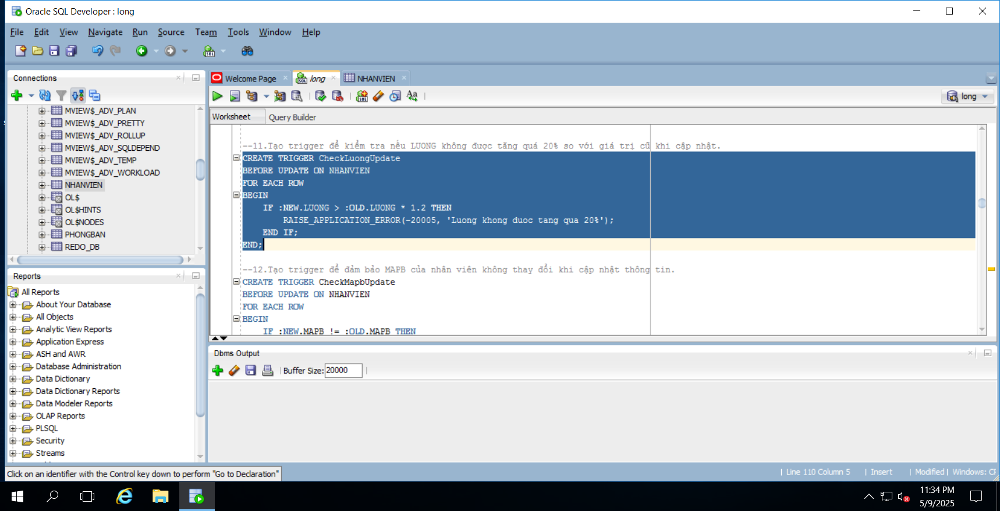 Oracle SQL Developer : long
File Edit View Navigate Run Source Team Tools Window Help
Connections
MVIEW$_ADV_PLAN
MVIEW$_ADV_PRETTY
MVIEW$_ADV_ROLLUP
MVIEW$_ADV_SQLDEPEND
MVIEW$_ADV_TEMP
MVIEW$_ADV_WORKLOAD
NHANVIEN
OL$
OL$HINTS
OL$NODES
PHONGBAN
REDO_DB
Reports
All Reports
About Your Database
All Objects
Analytic View Reports
Application Express
ASH and AWR
Database Administration
Data Dictionary
Data Dictionary Reports
Data Modeler Reports
OLAP Reports
PLSQL
Security
Streams
Welcome Page long NHANVIEN
long
Worksheet Query Builder
--11.Tạo trigger để kiểm tra nếu LUONG không được tăng quá 20% so với giá trị cũ khi cập nhật.
CREATE TRIGGER CheckLuongUpdate
BEFORE UPDATE ON NHANVIEN
FOR EACH ROW
BEGIN
IF :NEW.LUONG > :OLD.LUONG * 1.2 THEN
RAISE_APPLICATION_ERROR(-20005, 'Luong khong duoc tang qua 20%');
END IF;
END;
--12.Tạo trigger để đảm bảo MAPB của nhân viên không thay đổi khi cập nhật thông tin.
CREATE TRIGGER CheckMapbUpdate
BEFORE UPDATE ON NHANVIEN
FOR EACH ROW
BEGIN
IF :NEW.MAPB != :OLD.MAPB THEN
Dbms Output
Buffer Size: 20000
Click on an identifier with the Control key down to perform "Go to Declaration"
| Line 110 Column 5 | Insert | Modified | Windows: CF
11:34 PM
5/9/2025